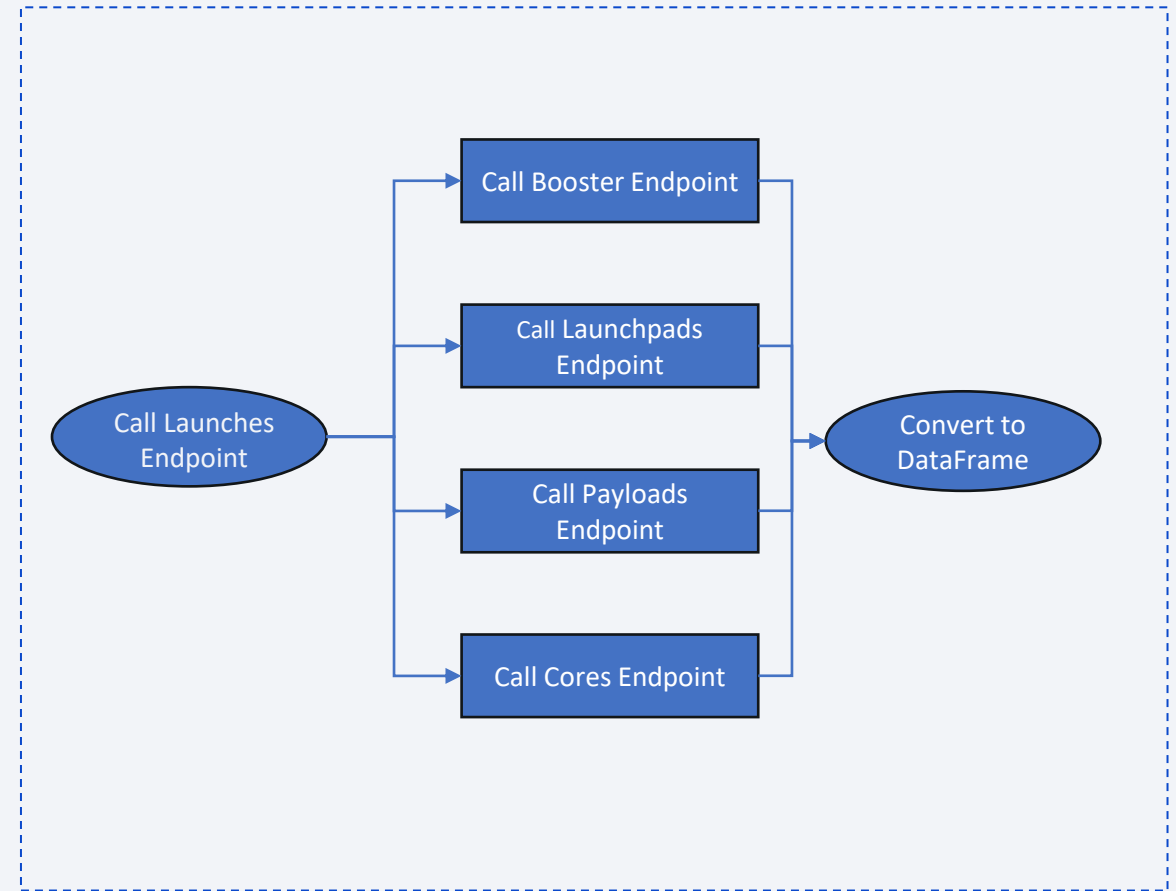 Call Booster Endpoint
Call Launchpads
Endpoint
Call Launches
Endpoint
Convert to
DataFrame
Call Payloads
Endpoint
Call Cores Endpoint